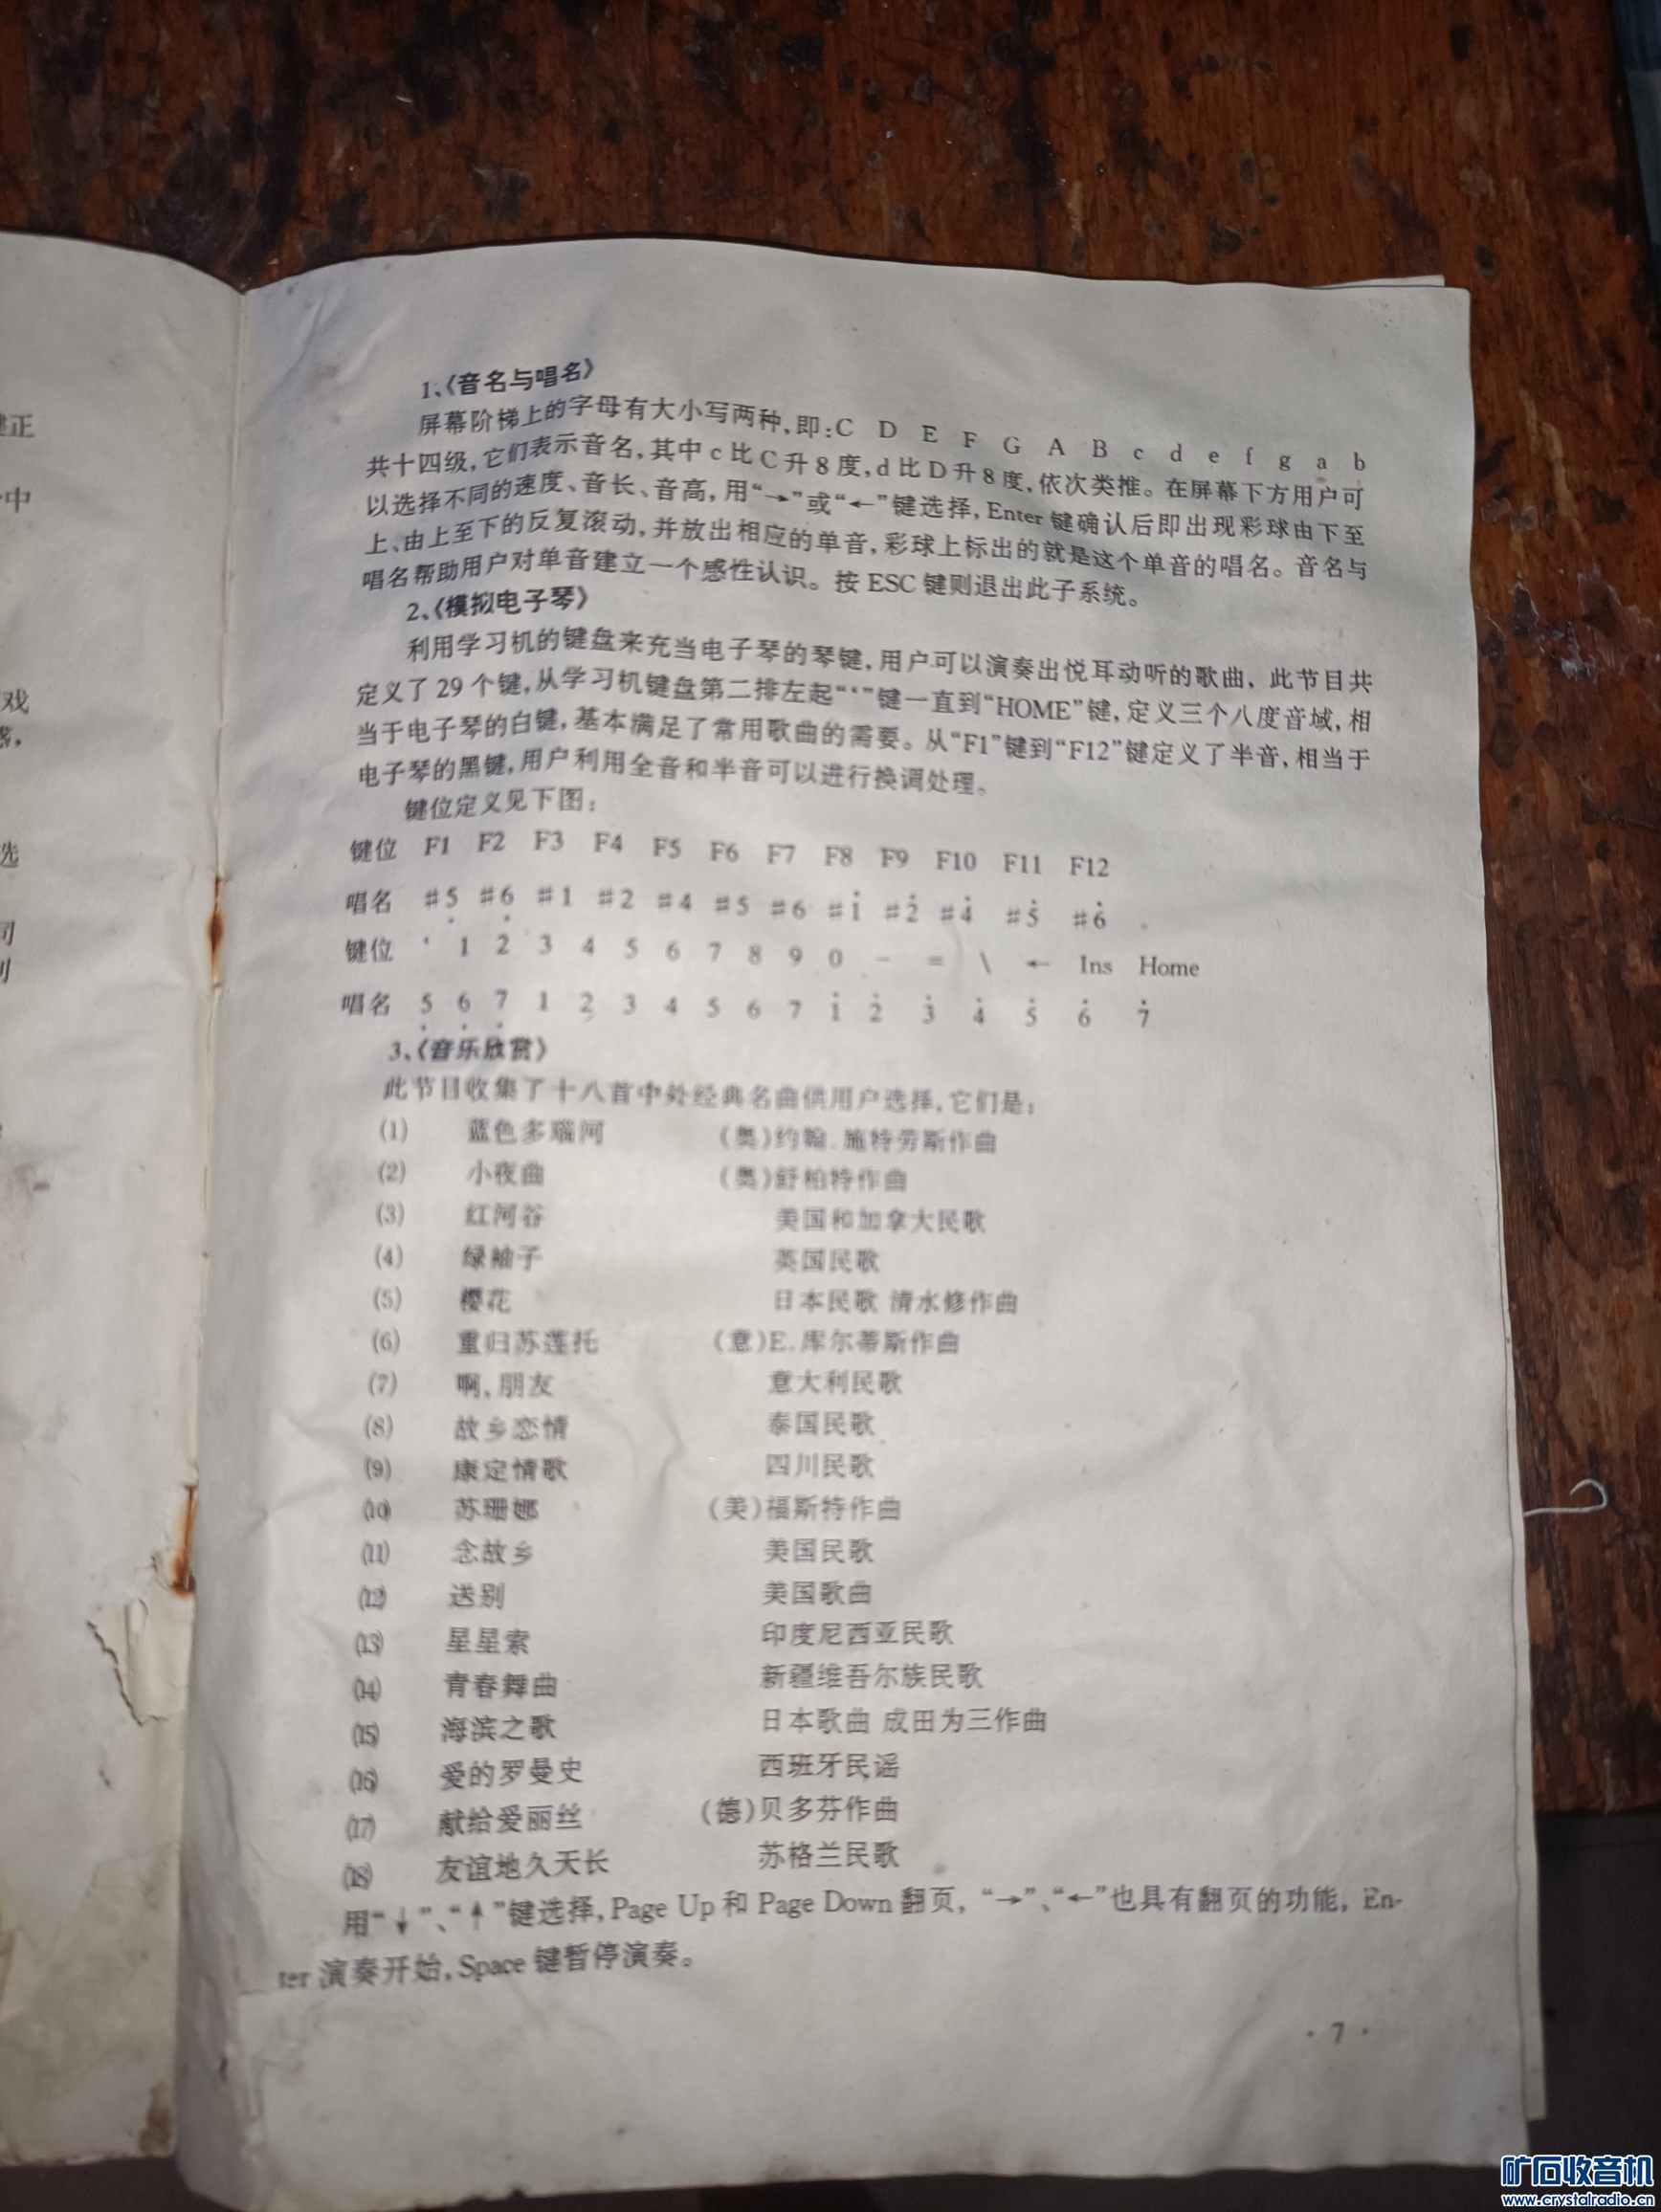 键正
中
戏
选
司
1、《音名与唱名》
屏幕阶梯上的字母有大小写两种，即：C D E F G A B c d e f g a b
共十四级，它们表示音名，其中c比C升8度，d比D升8度，依次类推。在屏幕下方用户可
以选择不同的速度、音长、音高，用“→”或“←”键选择，Enter键确认后即出现彩球由下至
上、由上至下的反复滚动，并放出相应的单音，彩球上标出的就是这个单音的唱名。音名与
唱名帮助用户对单音建立一个感性认识。按ESC键则退出此子系统。
2、《模拟电子琴》
利用学习机的键盘来充当电子琴的琴键，用户可以演奏出悦耳动听的歌曲，此节目共
定义了29个键，从学习机键盘第二排左起“‘”键一直到“HOME”键，定义三个八度音域，相
当于电子琴的白键，基本满足了常用歌曲的需要。从“F1”键到“F12”键定义了半音，相当于
电子琴的黑键，用户利用全音和半音可以进行换调处理。
键位定义见下图：
键位 F1 F2 F3 F4 F5 F6 F7 F8 F9 F10 F11 F12
唱名 #5̣ #6̣ #1 #2 #4 #5 #6 #1̇ #2̇ #4̇ #5̇ #6̇
键位 ‘ 1 2 3 4 5 6 7 8 9 0 － = \ ← Ins Home
唱名 5̣ 6̣ 7̣ 1 2 3 4 5 6 7 1̇ 2̇ 3̇ 4̇ 5̇ 6̇ 7̇
3、《音乐欣赏》
此节目收集了十八首中处经典名曲供用户选择，它们是：
(1) 蓝色多瑙河 (奥)约翰.施特劳斯作曲
(2) 小夜曲 (奥)舒柏特作曲
(3) 红河谷 美国和加拿大民歌
(4) 绿袖子 英国民歌
(5) 樱花 日本民歌 清水修作曲
(6) 重归苏莲托 (意)E.库尔蒂斯作曲
(7) 啊，朋友 意大利民歌
(8) 故乡恋情 泰国民歌
(9) 康定情歌 四川民歌
(10) 苏珊娜 (美)福斯特作曲
(11) 念故乡 美国民歌
(12) 送别 美国歌曲
(13) 星星索 印度尼西亚民歌
(14) 青春舞曲 新疆维吾尔族民歌
(15) 海滨之歌 日本歌曲 成田为三作曲
(16) 爱的罗曼史 西班牙民谣
(17) 献给爱丽丝 (德)贝多芬作曲
(18) 友谊地久天长 苏格兰民歌
用“↓”、“↑”键选择，Page Up和Page Down翻页，“→”、“←”也具有翻页的功能，En-
ter演奏开始，Space键暂停演奏。
·7·
矿石收音机
www.crystalradio.cn